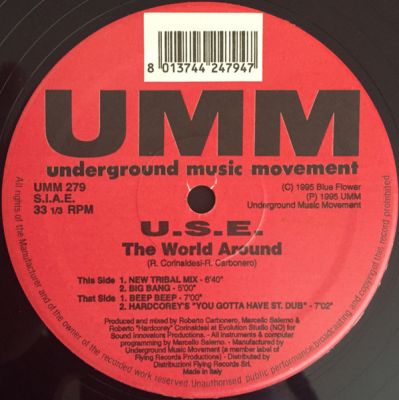 8 013744 247947
UMM
underground music movement
UMM 279
S.I.A.E.
33 1/3 RPM
(C) 1995 Blue Flower
(P) 1995 UMM
Underground Music Movement
U.S.E.
The World Around
(R. Corinaldesi-R. Carbonero)
This Side 1. NEW TRIBAL MIX - 6'40"
2. BIG BANG - 5'00"
That Side 1. BEEP BEEP - 7'00"
2. HARDCOREY'S "YOU GOTTA HAVE ST. DUB" - 7'02"
Produced and mixed by Roberto Carbonero, Marcello Salerno &
Roberto "Hardcorey" Corinaldesi at Evolution Studio (NO) for
Sound Innovators Productions. - All instruments & computer
programming by Marcello Salerno. - Manufactured by
Underground Music Movement (a member label of
Flying Records Productions) - Distributed by
Distribuzioni Flying Records Srl.
Made in Italy
All rights of the Manufacturer and of the owner of the recorded work reserved. Unauthorised public performance, broadcasting and copying of this record prohibited